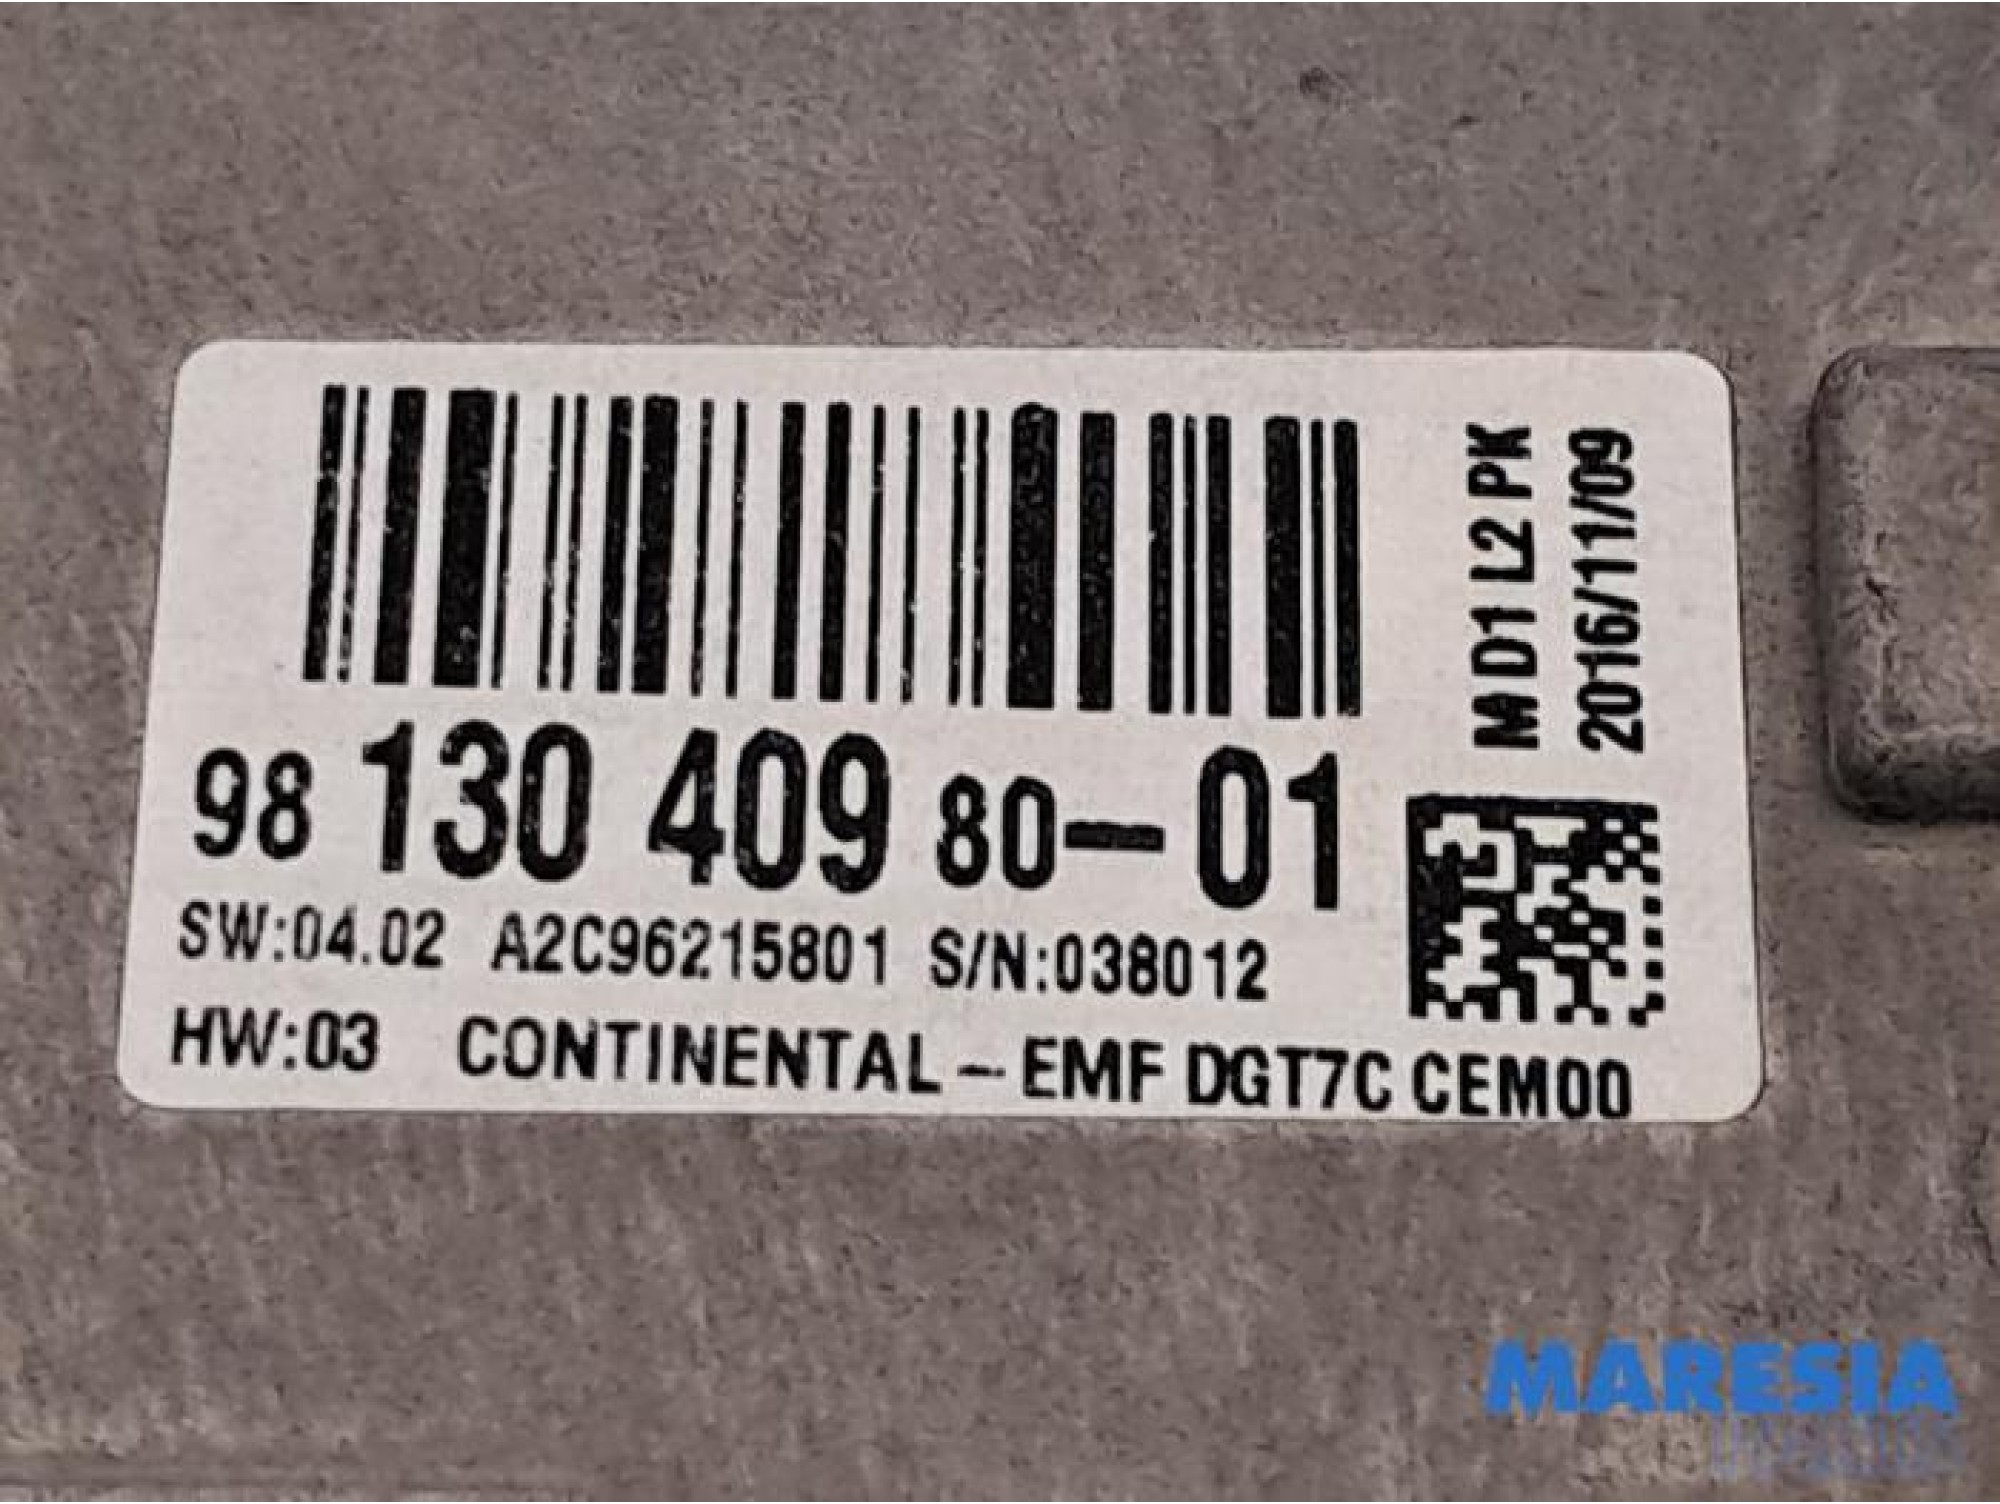 98 130 409 80-01
SW:04.02 A2C96215801 S/N:038012
HW:03 CONTINENTAL - EMF DGT7C CEM00
MD1 L2 PK
2016/11/09
MARESIA